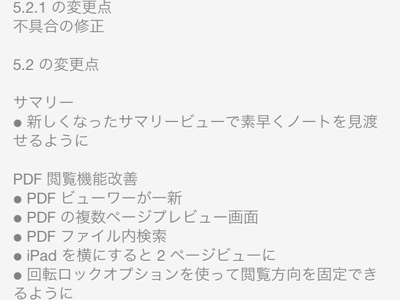 5.2.1 の変更点
不具合の修正
5.2 の変更点
サマリー
● 新しくなったサマリービューで素早くノートを見渡
せるように
PDF 閲覧機能改善
● PDF ビューワーが一新
● PDF の複数ページプレビュー画面
● PDF ファイル内検索
● iPad を横にすると 2 ページビューに
● 回転ロックオプションを使って閲覧方向を固定でき
るように